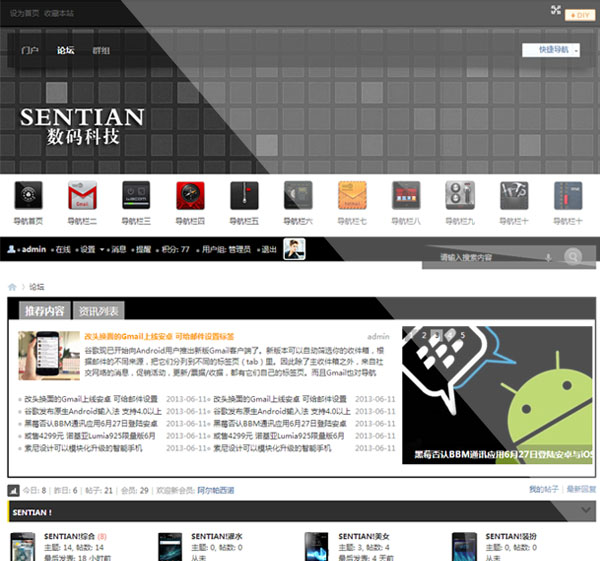 设为首页 收藏本站
DIY
门户 论坛 群组
快捷导航
SENTIAN
数码科技
Gmail
导航首页 导航栏二 导航栏三 导航栏四 导航栏五 导航栏六 导航栏七 导航栏八 导航栏九 导航栏十 导航栏十
admin 在线 设置 消息 提醒 积分: 77 用户组: 管理员 退出
请输入搜索内容
论坛
推荐内容 资讯列表
改头换面的Gmail上线安卓 可给邮件设置标签 admin
谷歌现已开始向Android用户推出新版Gmail客户端了。新版本可以自动筛选你的收件箱，根
据邮件的不同来源，把它们分列到不同的标签页（tab）里。因此除了主收件箱之外，来自社
交网络的消息，促销活动，更新/票据/收据，都有它们自己的标签页。而且Gmail也对导航
1 2 3 4 5
改头换面的Gmail上线安卓 可给邮件设置 2013-06-11 改头换面的Gmail上线安卓 可给邮件设置 2013-06-11
谷歌发布原生Android输入法 支持4.0以上 2013-06-11 谷歌发布原生Android输入法 支持4.0以上 2013-06-11
黑莓否认BBM通讯应用6月27日登陆安卓 2013-06-11 黑莓否认BBM通讯应用6月27日登陆安卓 2013-06-11
或售4299元 诺基亚Lumia925限量版6月 2013-06-11 或售4299元 诺基亚Lumia925限量版6月 2013-06-11
索尼设计可以模块化升级的智能手机 2013-06-11 索尼设计可以模块化升级的智能手机 2013-06-11
黑莓否认BBM通讯应用6月27日登陆安卓与iOS
今日: 8 | 昨日: 6 | 帖子: 21 | 会员: 29 | 欢迎新会员: 阿尔帕西诺 我的帖子 | 最新回复
SENTIAN！
SENTIAN!综合 (8) SENTIAN!灌水 SENTIAN!美女 SENTIAN!装扮
主题: 14, 帖数: 14 主题: 0, 帖数: 0 主题: 3, 帖数: 4 主题: 0, 帖数: 0
最后发表: 18 小时前 从未 最后发表: 4 天前 从未